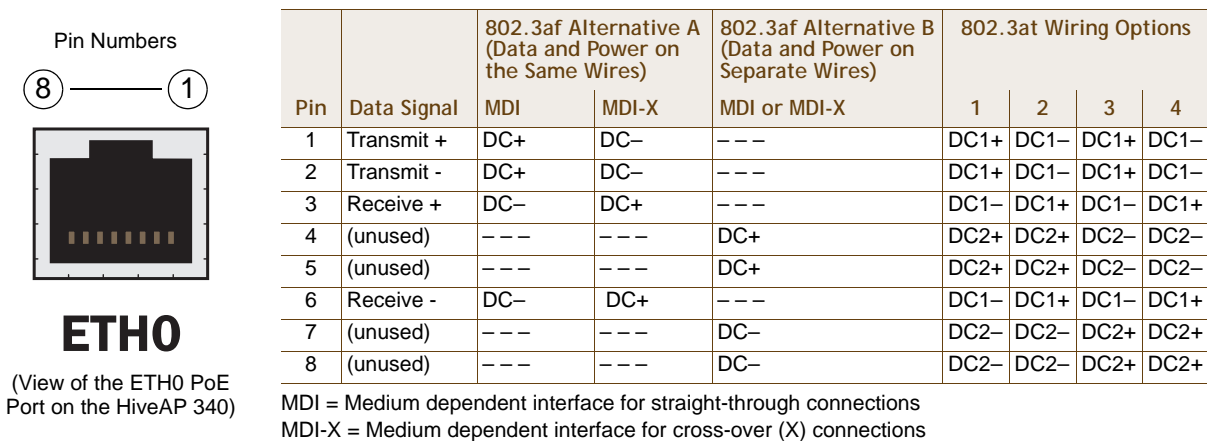 Pin Numbers
8 1
ETH0
(View of the ETH0 PoE
Port on the HiveAP 340)
802.3af Alternative A (Data and Power on the Same Wires) 802.3af Alternative B (Data and Power on Separate Wires) 802.3at Wiring Options
Pin Data Signal MDI MDI-X MDI or MDI-X 1 2 3 4
1 Transmit + DC+ DC– – – – DC1+ DC1– DC1+ DC1–
2 Transmit - DC+ DC– – – – DC1+ DC1– DC1+ DC1–
3 Receive + DC– DC+ – – – DC1– DC1+ DC1– DC1+
4 (unused) – – – – – – DC+ DC2+ DC2+ DC2– DC2–
5 (unused) – – – – – – DC+ DC2+ DC2+ DC2– DC2–
6 Receive - DC– DC+ – – – DC1– DC1+ DC1– DC1+
7 (unused) – – – – – – DC– DC2– DC2– DC2+ DC2+
8 (unused) – – – – – – DC– DC2– DC2– DC2+ DC2+
MDI = Medium dependent interface for straight-through connections
MDI-X = Medium dependent interface for cross-over (X) connections